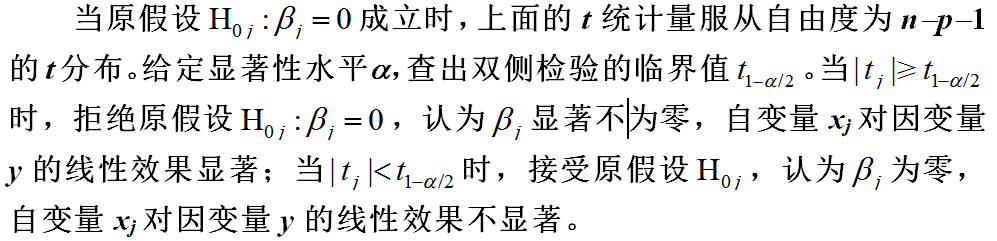 当原假设 H₀ⱼ : βⱼ = 0 成立时，上面的 t 统计量服从自由度为 n–p–1
的 t 分布。给定显著性水平α，查出双侧检验的临界值 t₁₋α/₂ 。当| tⱼ |≥ t₁₋α/₂
时，拒绝原假设 H₀ⱼ : βⱼ = 0 ，认为 βⱼ 显著不为零，自变量 xⱼ 对因变量
y 的线性效果显著；当| tⱼ |< t₁₋α/₂ 时，接受原假设 H₀ⱼ ，认为 βⱼ 为零，
自变量 xⱼ 对因变量 y 的线性效果不显著。